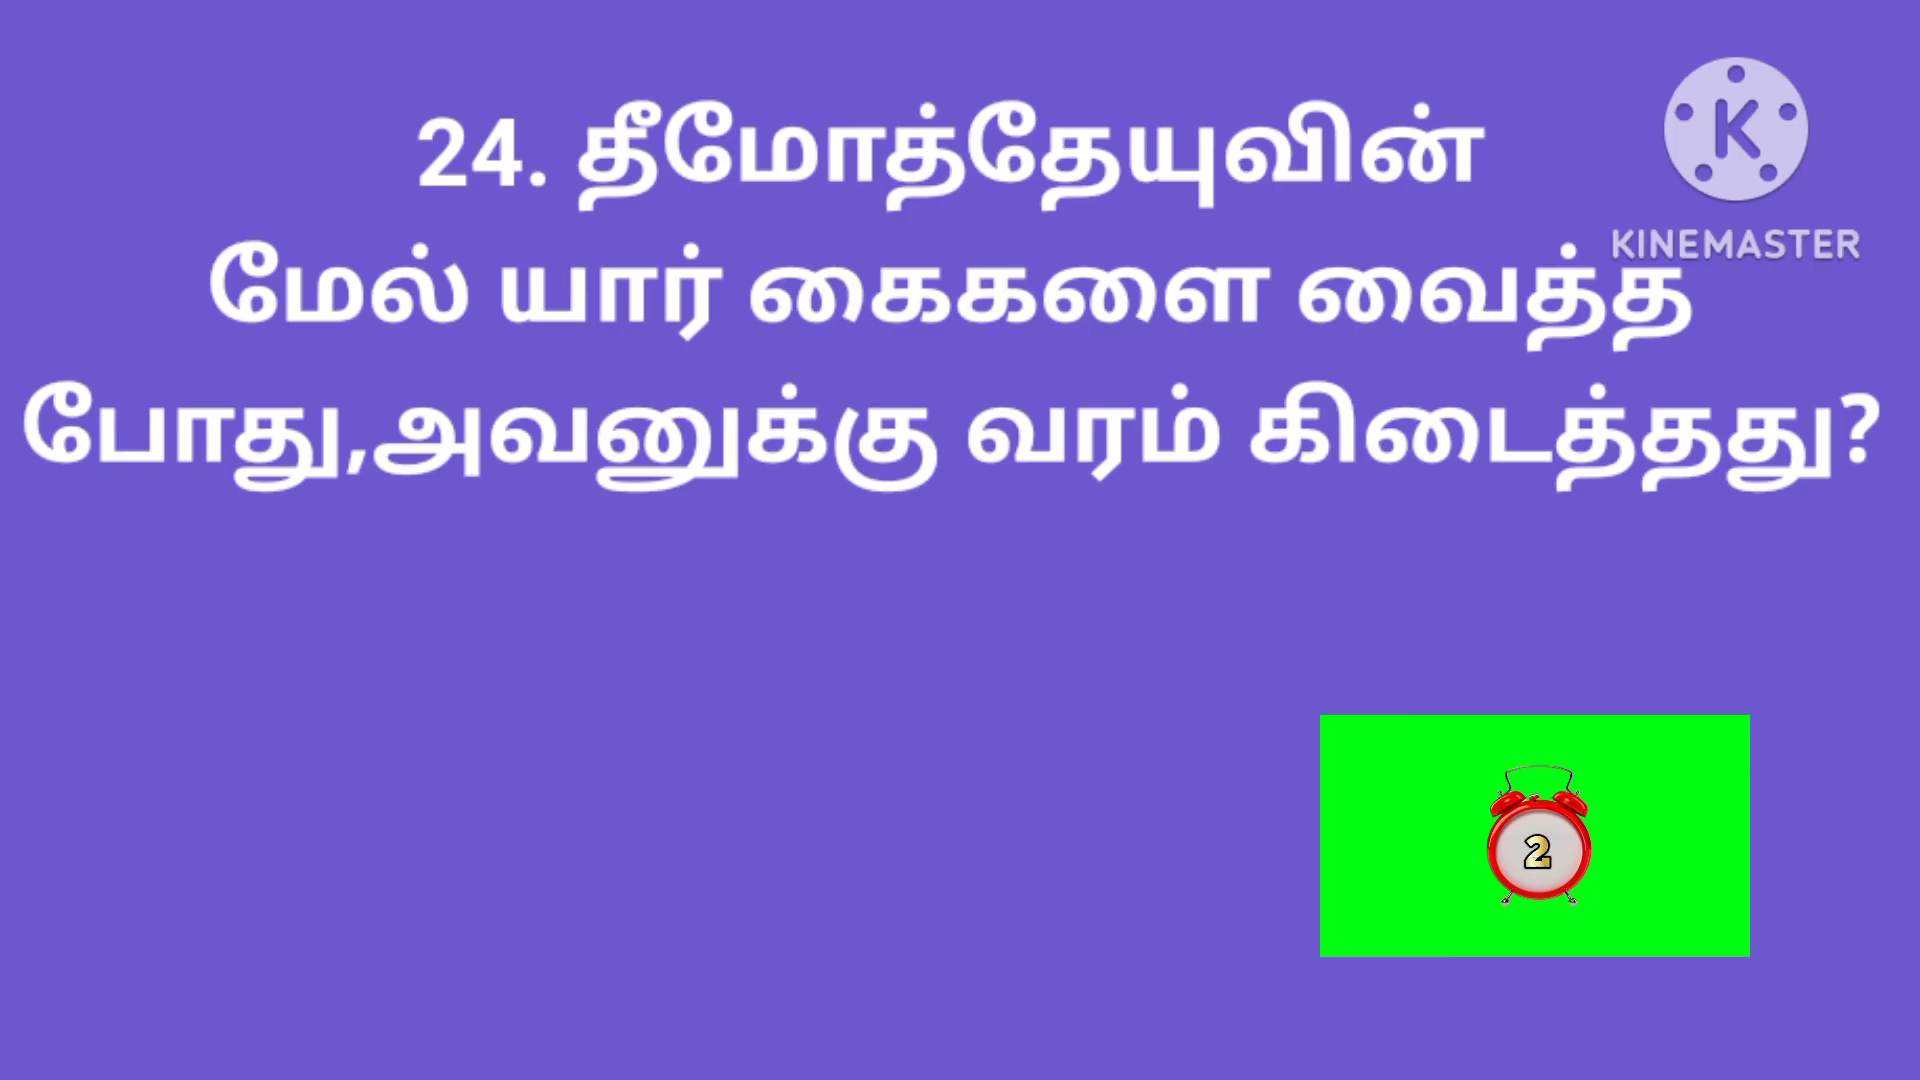 24. தீமோத்தேயுவின்
மேல் யார் கைகளை வைத்த
போது,அவனுக்கு வரம் கிடைத்தது?
K
KINEMASTER
2